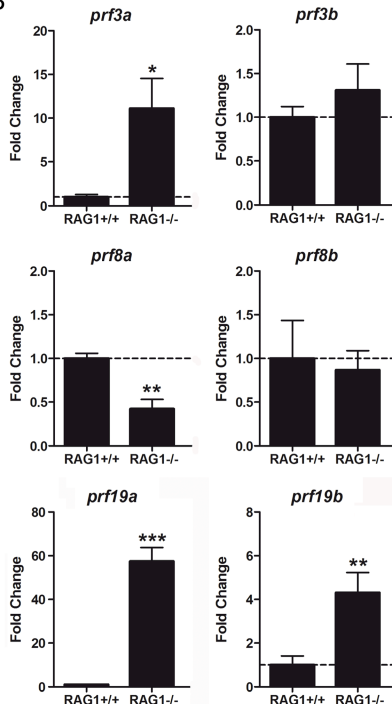 prf3a
prf3b
Fold Change
20
15
10
5
0
*
RAG1+/+ RAG1-/-
Fold Change
2.0
1.5
1.0
0.5
0.0
RAG1+/+ RAG1-/-
prf8a
prf8b
Fold Change
2.0
1.5
1.0
0.5
0.0
**
RAG1+/+ RAG1-/-
Fold Change
2.0
1.5
1.0
0.5
0.0
RAG1+/+ RAG1-/-
prf19a
prf19b
Fold Change
80
60
40
20
0
***
RAG1+/+ RAG1-/-
Fold Change
8
6
4
2
0
**
RAG1+/+ RAG1-/-